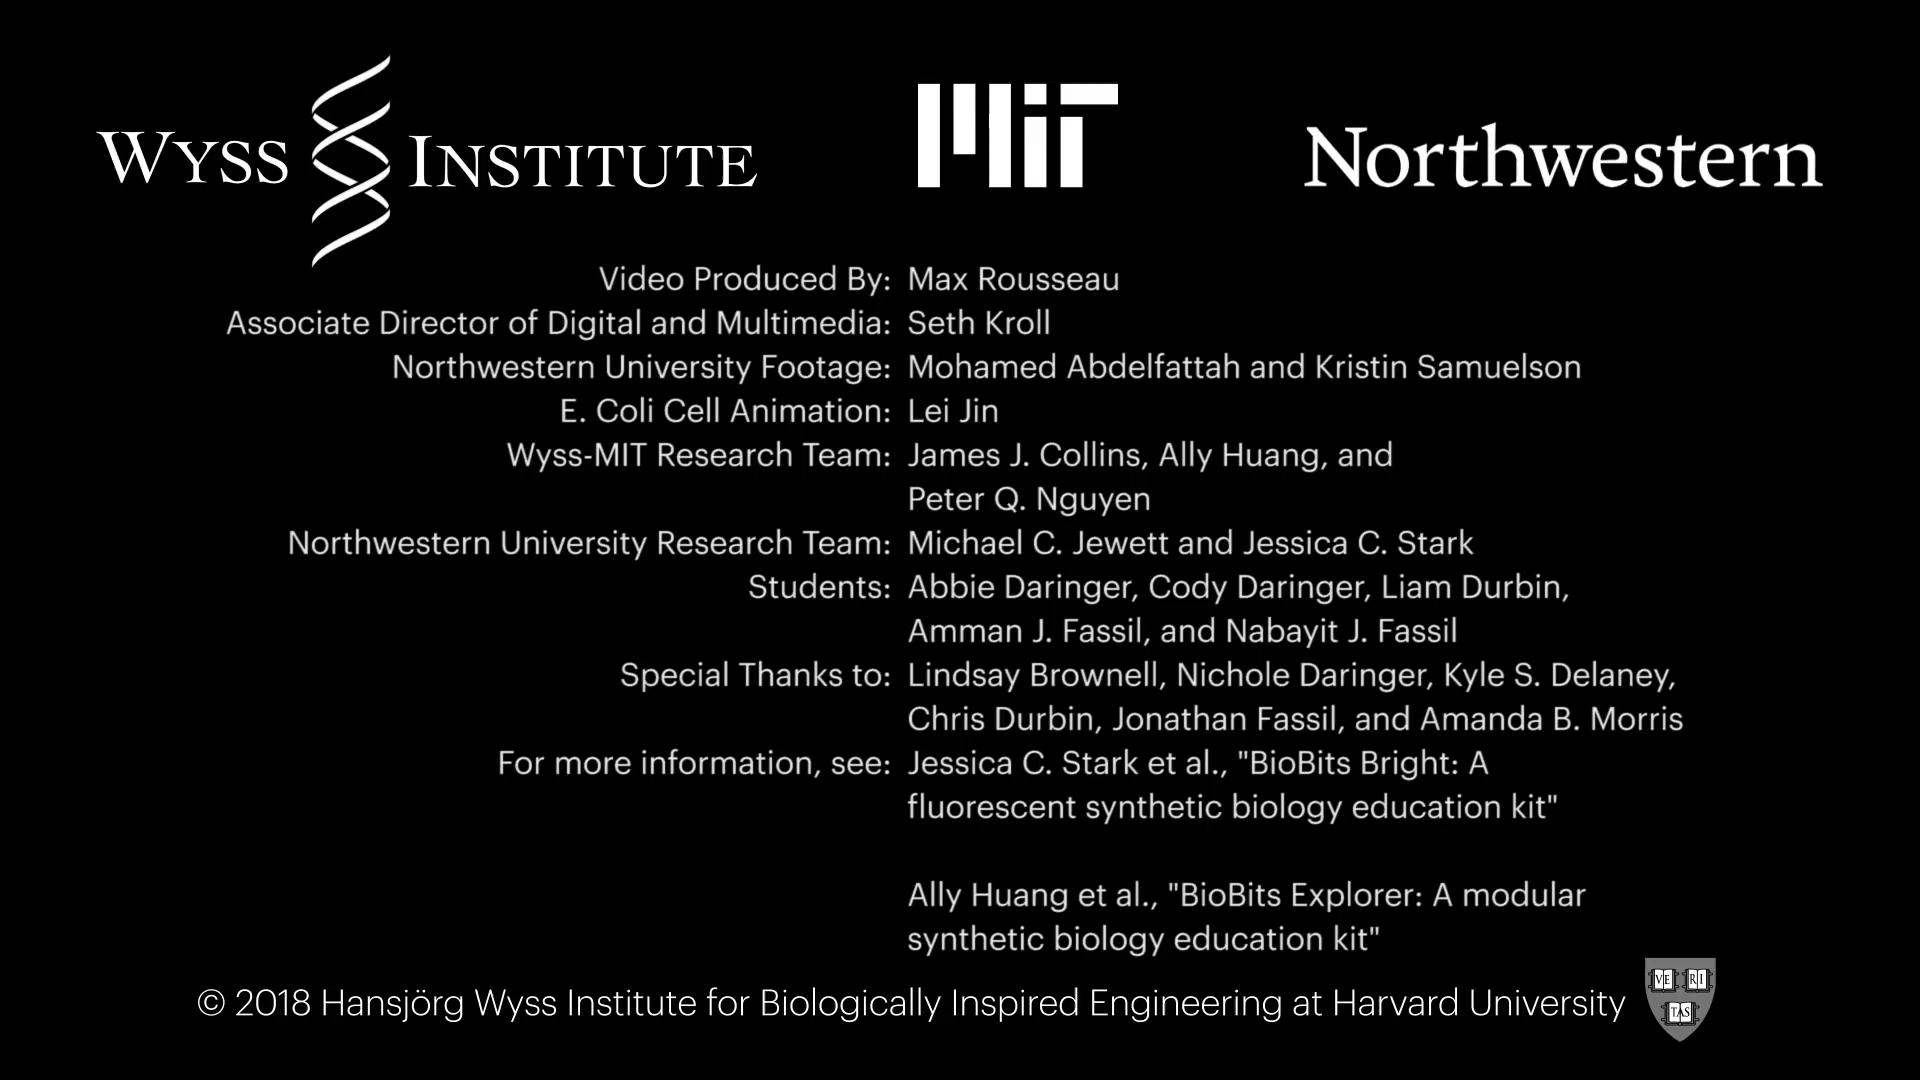 WYSS INSTITUTE
MIT
Northwestern
Video Produced By: Max Rousseau
Associate Director of Digital and Multimedia: Seth Kroll
Northwestern University Footage: Mohamed Abdelfattah and Kristin Samuelson
E. Coli Cell Animation: Lei Jin
Wyss-MIT Research Team: James J. Collins, Ally Huang, and
Peter Q. Nguyen
Northwestern University Research Team: Michael C. Jewett and Jessica C. Stark
Students: Abbie Daringer, Cody Daringer, Liam Durbin,
Amman J. Fassil, and Nabayit J. Fassil
Special Thanks to: Lindsay Brownell, Nichole Daringer, Kyle S. Delaney,
Chris Durbin, Jonathan Fassil, and Amanda B. Morris
For more information, see: Jessica C. Stark et al., "BioBits Bright: A
fluorescent synthetic biology education kit"
Ally Huang et al., "BioBits Explorer: A modular
synthetic biology education kit"
© 2018 Hansjörg Wyss Institute for Biologically Inspired Engineering at Harvard University
VE RI
TAS